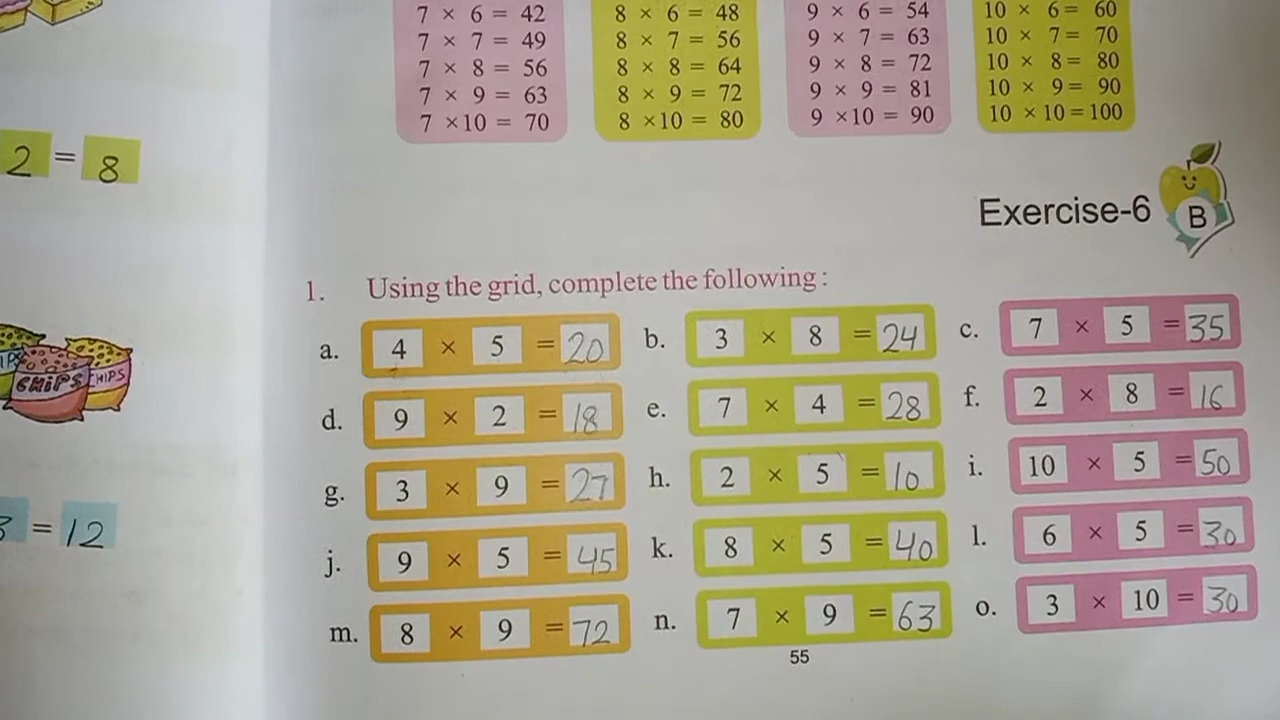 7 × 6 = 42
7 × 7 = 49
7 × 8 = 56
7 × 9 = 63
7 ×10 = 70
8 × 6 = 48
8 × 7 = 56
8 × 8 = 64
8 × 9 = 72
8 ×10 = 80
9 × 6 = 54
9 × 7 = 63
9 × 8 = 72
9 × 9 = 81
9 ×10 = 90
10 × 6 = 60
10 × 7 = 70
10 × 8 = 80
10 × 9 = 90
10 × 10 = 100
2 = 8
CHIPS
CHIPS
3 = 12
Exercise-6 B
1. Using the grid, complete the following :
a. 4 × 5 = 20
b. 3 × 8 = 24
c. 7 × 5 = 35
d. 9 × 2 = 18
e. 7 × 4 = 28
f. 2 × 8 = 16
g. 3 × 9 = 27
h. 2 × 5 = 10
i. 10 × 5 = 50
j. 9 × 5 = 45
k. 8 × 5 = 40
l. 6 × 5 = 30
m. 8 × 9 = 72
n. 7 × 9 = 63
o. 3 × 10 = 30
55